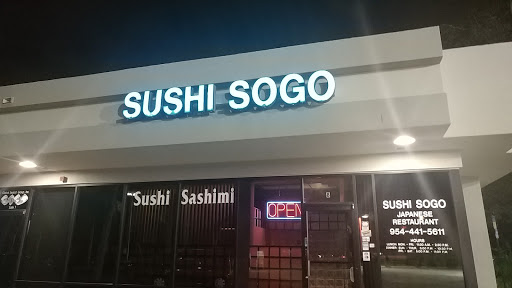 SUSHI SOGO
Sushi Sashimi
OPEN
SUSHI SOGO
JAPANESE
RESTAURANT
954-441-5611
HOURS